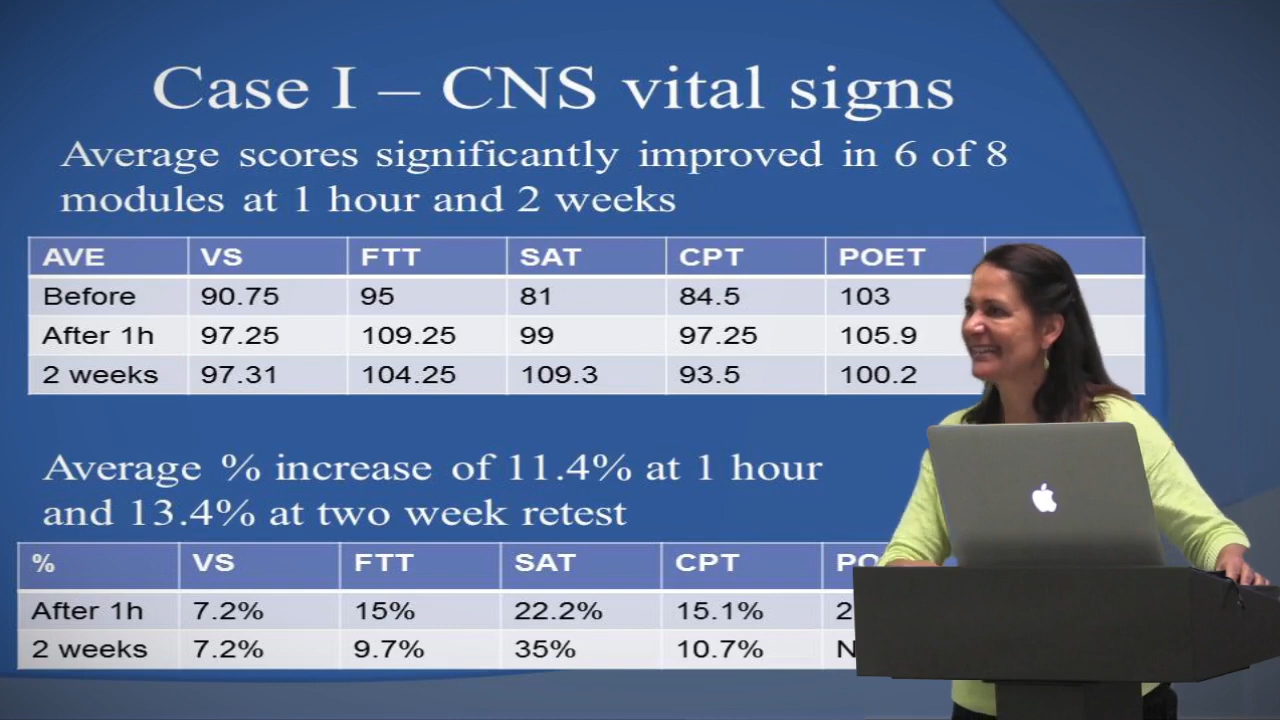 Case I – CNS vital signs
Average scores significantly improved in 6 of 8
modules at 1 hour and 2 weeks
AVE VS FTT SAT CPT POET
Before 90.75 95 81 84.5 103
After 1h 97.25 109.25 99 97.25 105.9
2 weeks 97.31 104.25 109.3 93.5 100.2
Average % increase of 11.4% at 1 hour
and 13.4% at two week retest
% VS FTT SAT CPT
After 1h 7.2% 15% 22.2% 15.1%
2 weeks 7.2% 9.7% 35% 10.7%